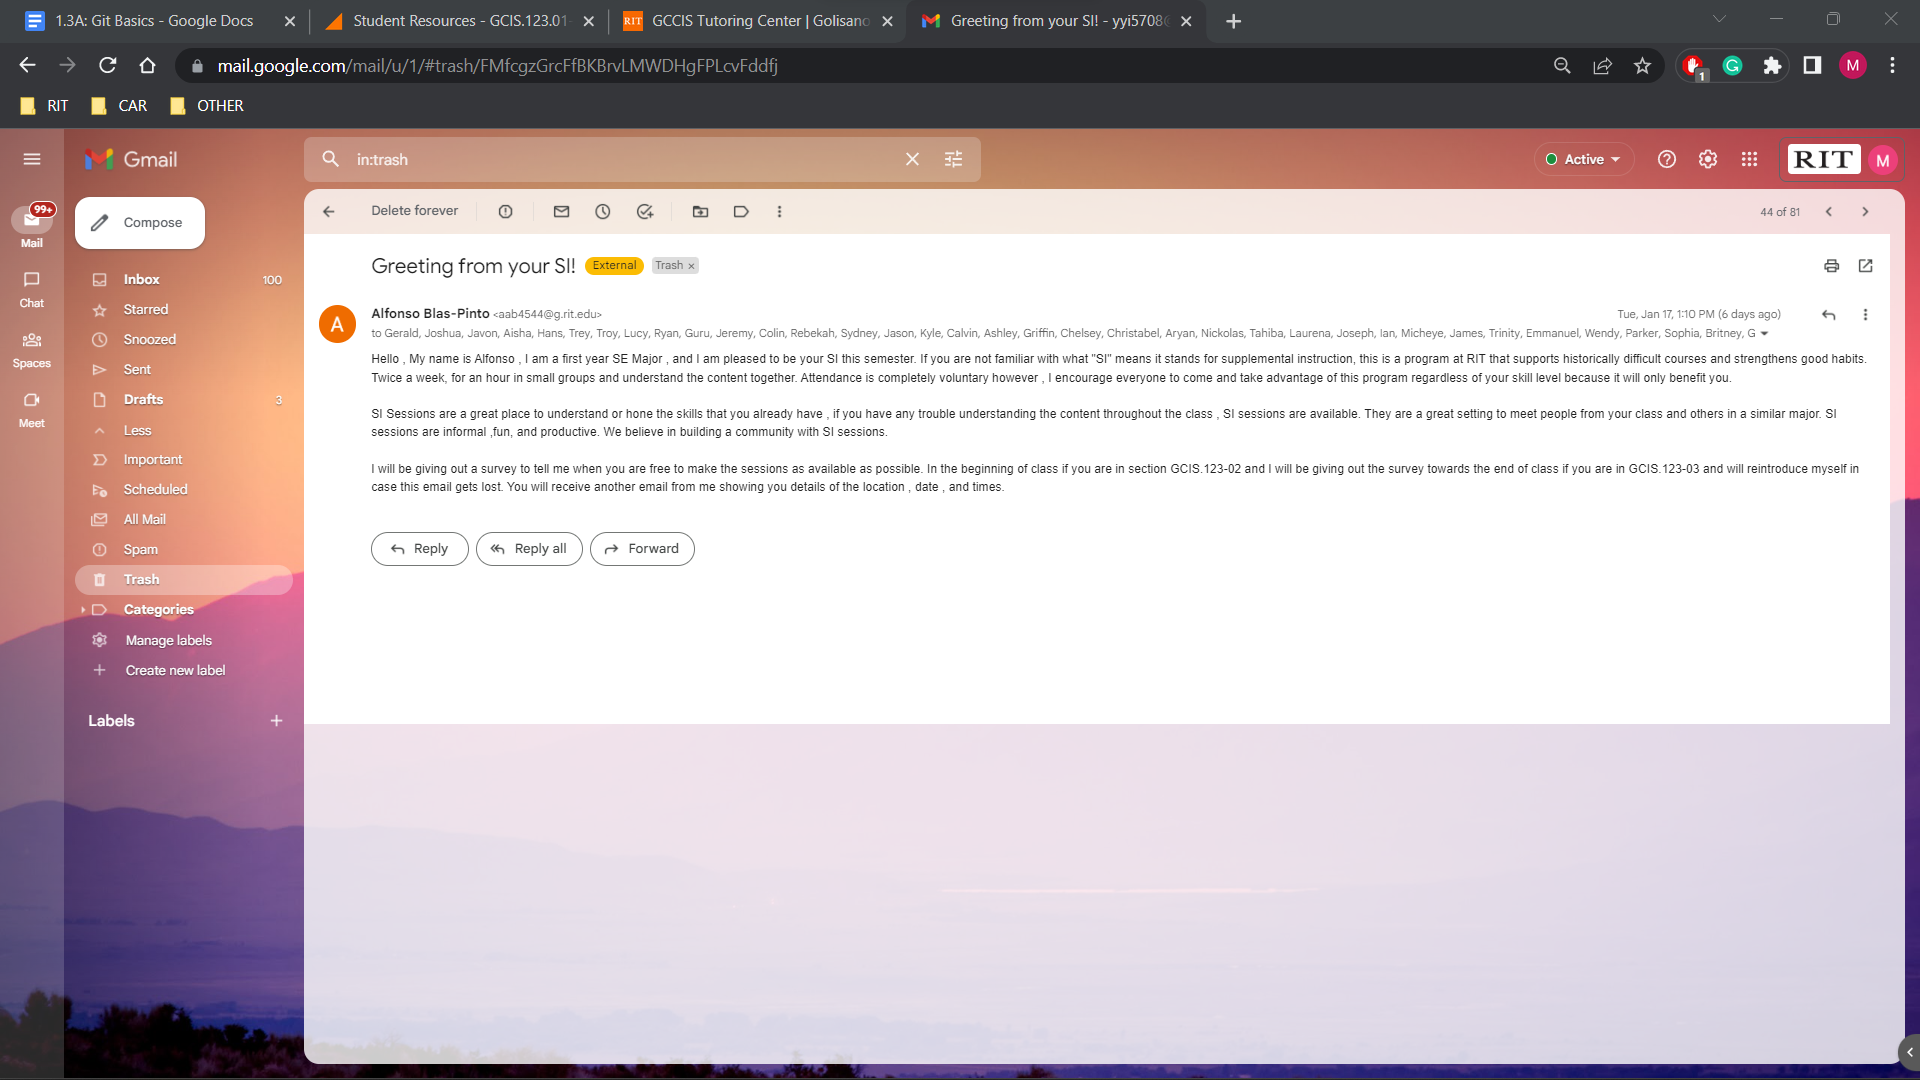 1.3A: Git Basics - Google Docs
Student Resources - GCIS.123.01
RIT GCCIS Tutoring Center | Golisano
Greeting from your SI! - yyi5708
mail.google.com/mail/u/1/#trash/FMfcgzGrcFfBKBrvLMWDHgFPLcvFddfj
1
M
RIT
CAR
OTHER
Gmail
in:trash
Active
RIT
M
99+
Mail
Chat
Spaces
Meet
Compose
Inbox 100
Starred
Snoozed
Sent
Drafts 3
Less
Important
Scheduled
All Mail
Spam
Trash
Categories
Manage labels
Create new label
Labels
Delete forever
44 of 81
Greeting from your SI! External Trash x
A
Alfonso Blas-Pinto <aab4544@g.rit.edu>
Tue, Jan 17, 1:10 PM (6 days ago)
to Gerald, Joshua, Javon, Aisha, Hans, Trey, Troy, Lucy, Ryan, Guru, Jeremy, Colin, Rebekah, Sydney, Jason, Kyle, Calvin, Ashley, Griffin, Chelsey, Christabel, Aryan, Nickolas, Tahiba, Laurena, Joseph, Ian, Micheye, James, Trinity, Emmanuel, Wendy, Parker, Sophia, Britney, G
Hello , My name is Alfonso , I am a first year SE Major , and I am pleased to be your SI this semester. If you are not familiar with what "SI" means it stands for supplemental instruction, this is a program at RIT that supports historically difficult courses and strengthens good habits.
Twice a week, for an hour in small groups and understand the content together. Attendance is completely voluntary however , I encourage everyone to come and take advantage of this program regardless of your skill level because it will only benefit you.
SI Sessions are a great place to understand or hone the skills that you already have , if you have any trouble understanding the content throughout the class , SI sessions are available. They are a great setting to meet people from your class and others in a similar major. SI
sessions are informal ,fun, and productive. We believe in building a community with SI sessions.
I will be giving out a survey to tell me when you are free to make the sessions as available as possible. In the beginning of class if you are in section GCIS.123-02 and I will be giving out the survey towards the end of class if you are in GCIS.123-03 and will reintroduce myself in
case this email gets lost. You will receive another email from me showing you details of the location , date , and times.
Reply
Reply all
Forward